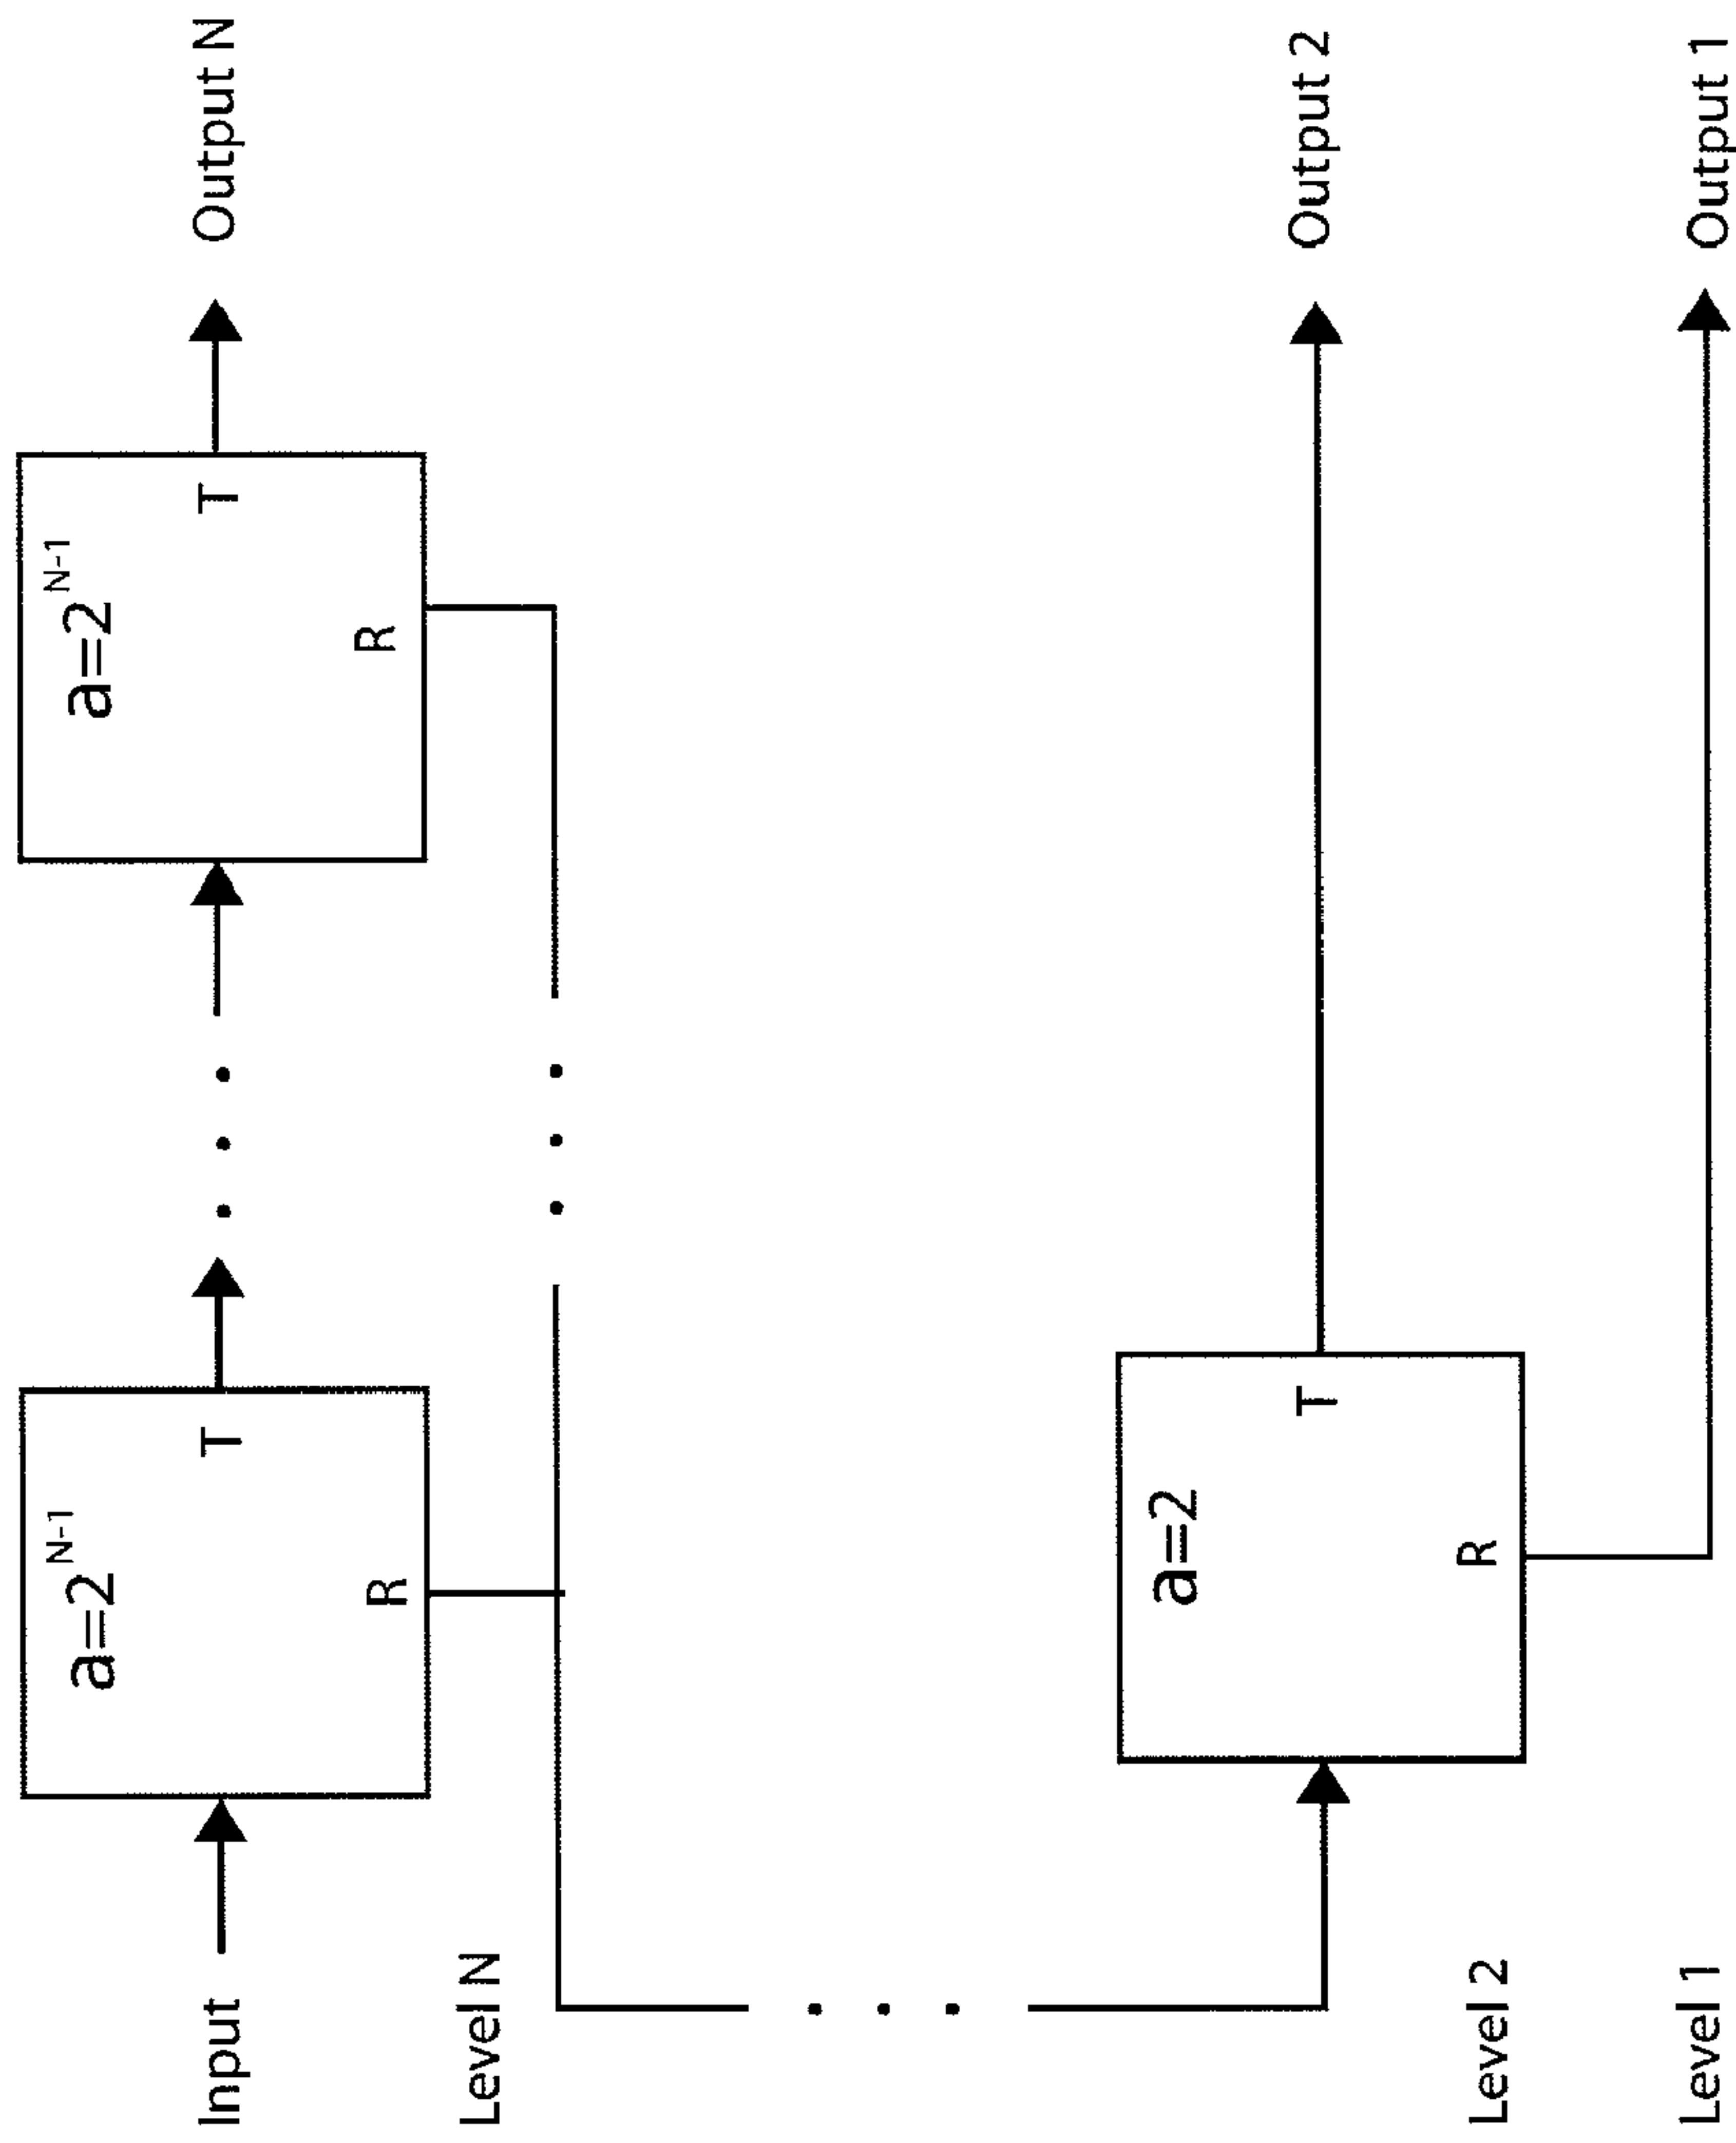 Input
a=2^N-1
T
R
a=2^N-1
T
R
Output N
Level N
a=2
T
R
Output 2
Level 2
Level 1
Output 1